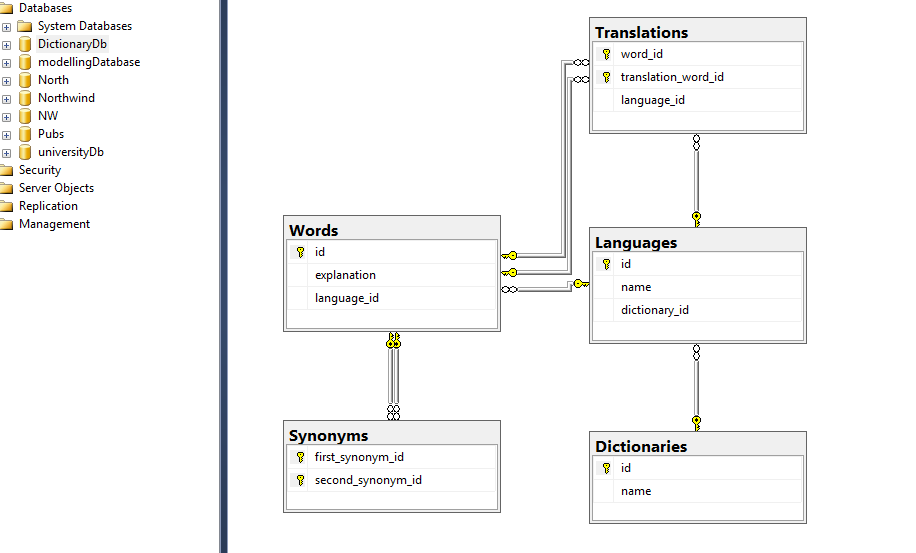 Databases
System Databases
DictionaryDb
modellingDatabase
North
Northwind
NW
Pubs
universityDb
Security
Server Objects
Replication
Management
Translations
word_id
translation_word_id
language_id
Words
id
explanation
language_id
Languages
id
name
dictionary_id
Synonyms
first_synonym_id
second_synonym_id
Dictionaries
id
name